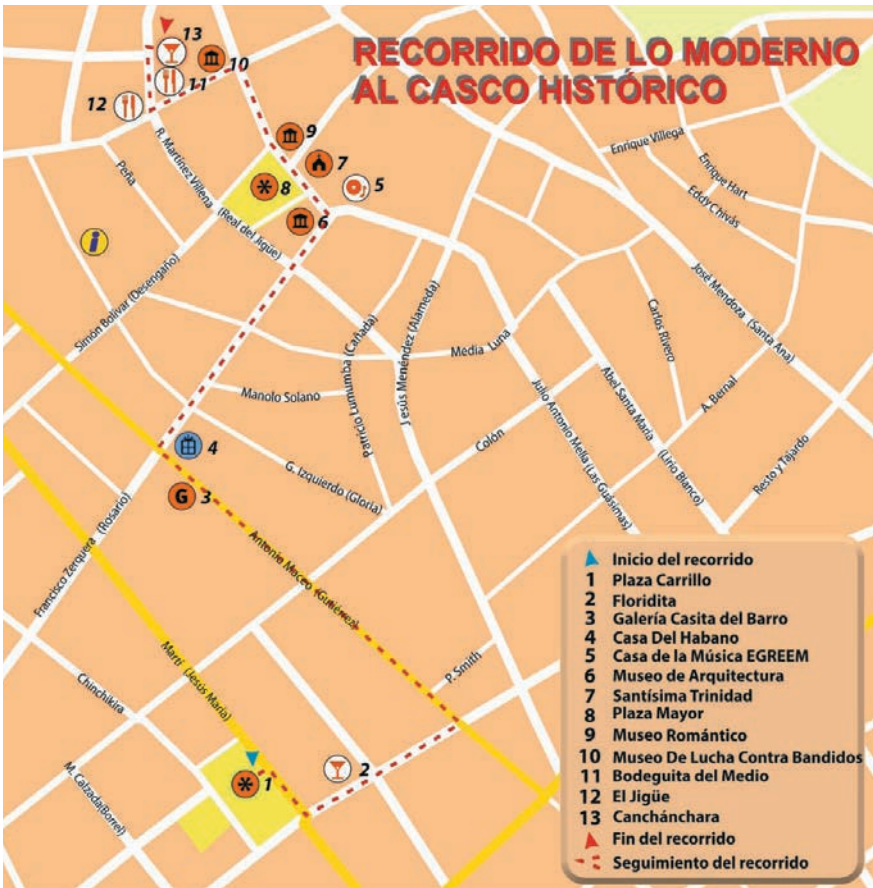 RECORRIDO DE LO MODERNO
AL CASCO HISTÓRICO
13
10
11
12
9
7
5
8
6
i
4
G 3
2
1
Peña
R. Martínez Villena (Real del Jigüe)
Simón Bolívar (Desengaño)
Enrique Villega
Enrique Hart
Eddy Chivás
José Mendoza (Santa Ana)
Manolo Solano
Patricio Lumumba (Cañada)
Jesús Menéndez (Alameda)
Media Luna
Carlos Rivero
A. Bernal
Abel Santa María (Lirio Blanco)
Julio Antonio Mella (Las Guásimas)
Resto y Tajardo
Colón
G. Izquierdo (Gloria)
Francisco Zerquera (Rosario)
Antonio Maceo (Gutiérrez)
Martí (Jesús María)
P. Smith
Chinchikira
M. Calzada(Borrel)
Inicio del recorrido
1 Plaza Carrillo
2 Floridita
3 Galería Casita del Barro
4 Casa Del Habano
5 Casa de la Música EGREEM
6 Museo de Arquitectura
7 Santísima Trinidad
8 Plaza Mayor
9 Museo Romántico
10 Museo De Lucha Contra Bandidos
11 Bodeguita del Medio
12 El Jigüe
13 Canchánchara
Fin del recorrido
Seguimiento del recorrido